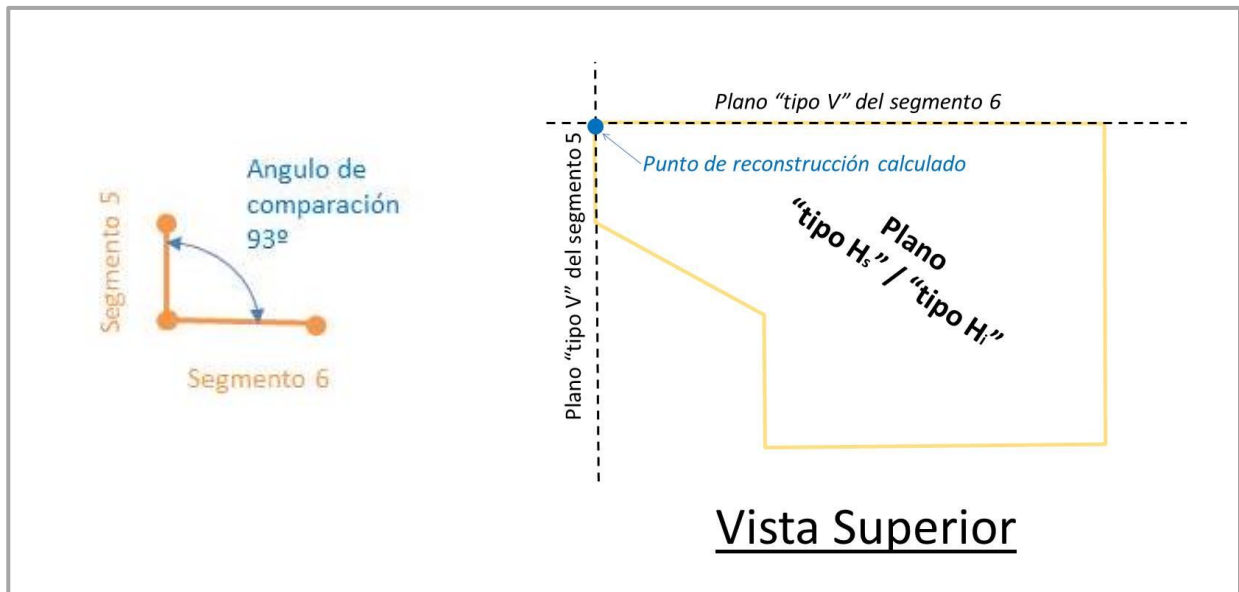 Segmento 5
Angulo de
comparación
93º
Segmento 6
Plano “tipo V” del segmento 6
Plano “tipo V” del segmento 5
Punto de reconstrucción calculado
Plano
“tipo Hs” / “tipo Hi”
Vista Superior